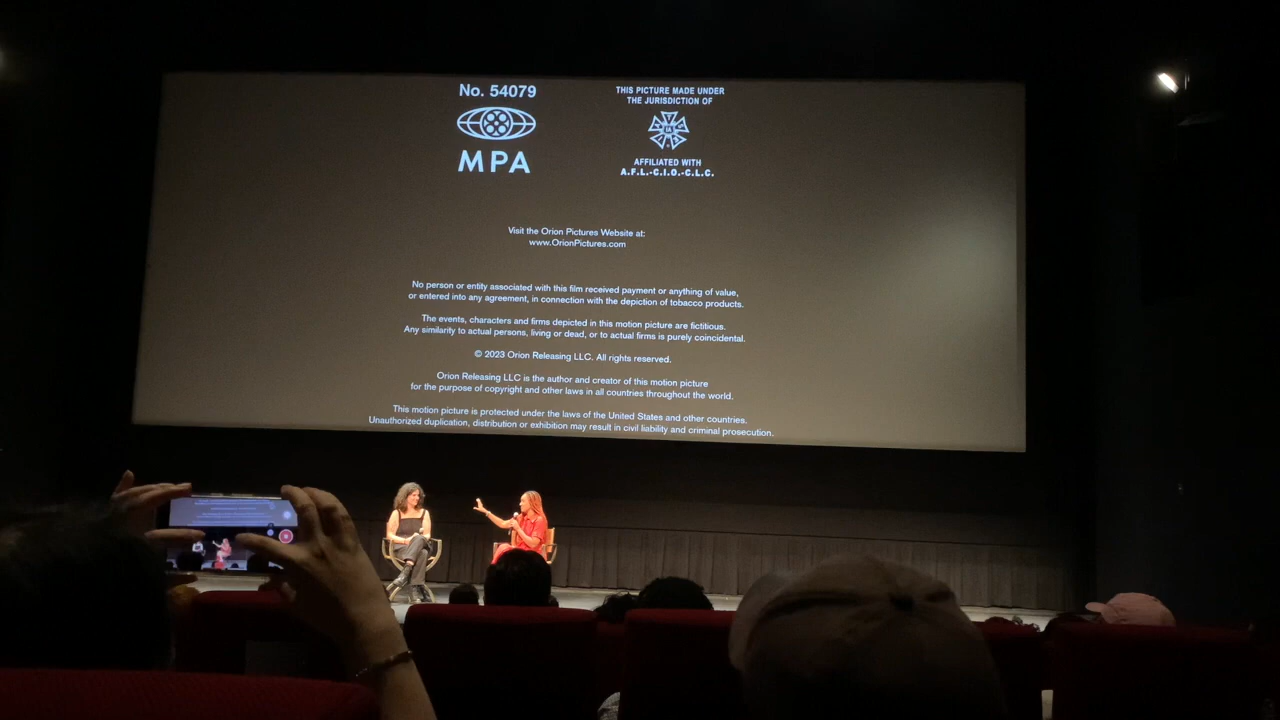 No. 54079
MPA
THIS PICTURE MADE UNDER
THE JURISDICTION OF
IA
AFFILIATED WITH
A.F.L.-C.I.O.-C.L.C.
Visit the Orion Pictures Website at:
www.OrionPictures.com
No person or entity associated with this film received payment or anything of value,
or entered into any agreement, in connection with the depiction of tobacco products.
The events, characters and firms depicted in this motion picture are fictitious.
Any similarity to actual persons, living or dead, or to actual firms is purely coincidental.
© 2023 Orion Releasing LLC. All rights reserved.
Orion Releasing LLC is the author and creator of this motion picture
for the purpose of copyright and other laws in all countries throughout the world.
This motion picture is protected under the laws of the United States and other countries.
Unauthorized duplication, distribution or exhibition may result in civil liability and criminal prosecution.